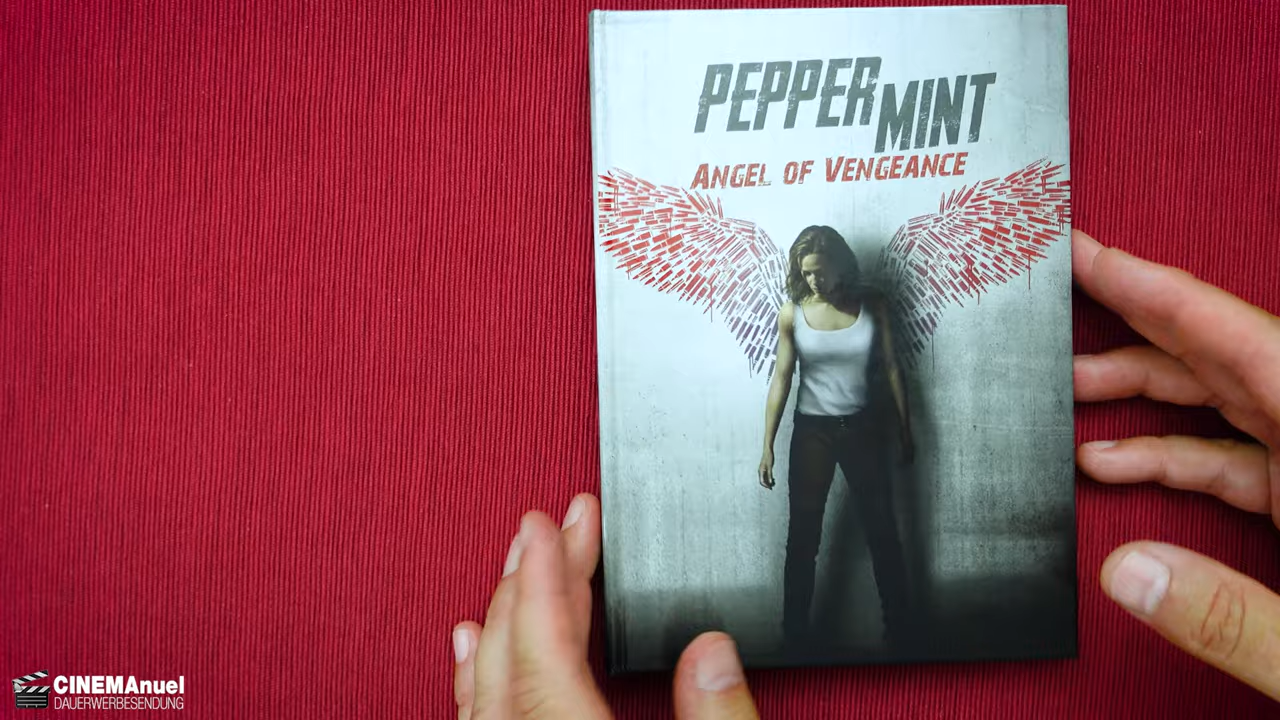 PEPPER
MINT
ANGEL OF VENGEANCE
CINEMAnuel
DAUERWERBESENDUNG